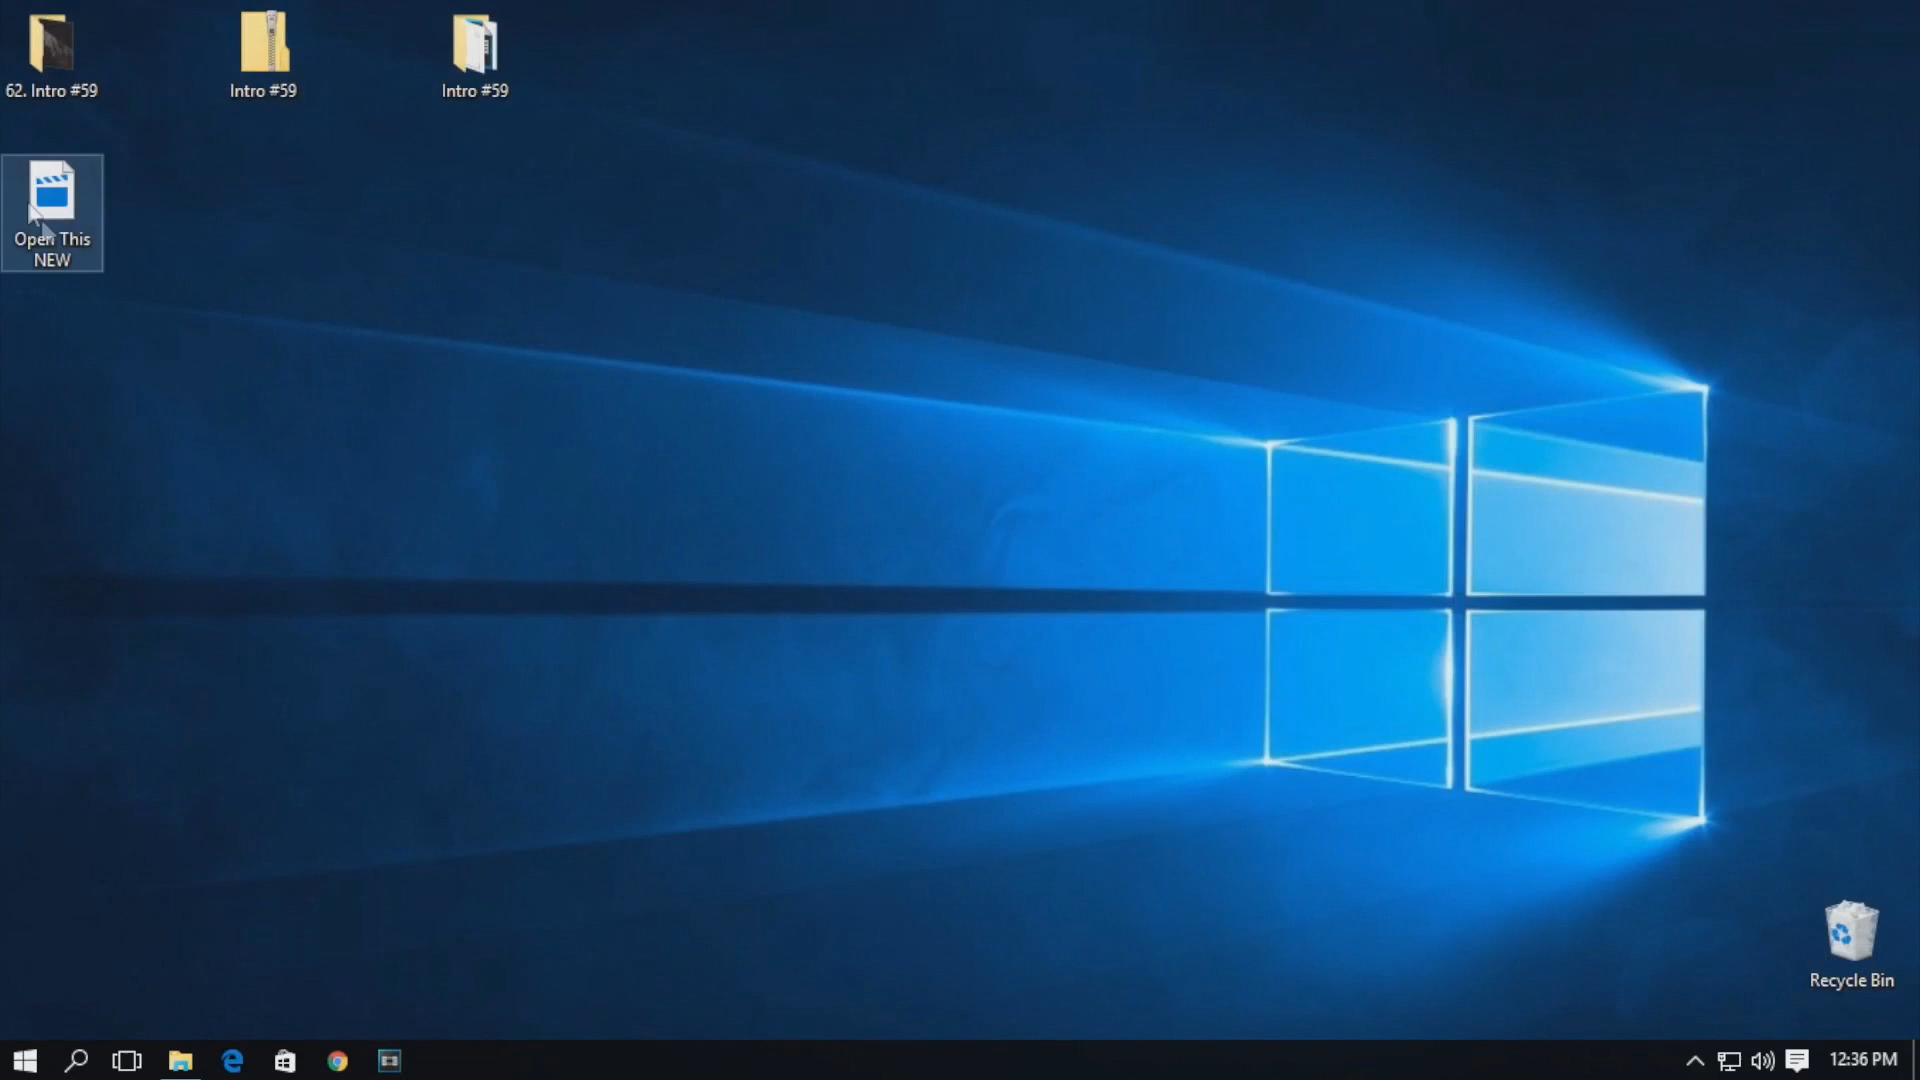 62. Intro #59
Intro #59
Intro #59
Open This
NEW
Recycle Bin
12:36 PM